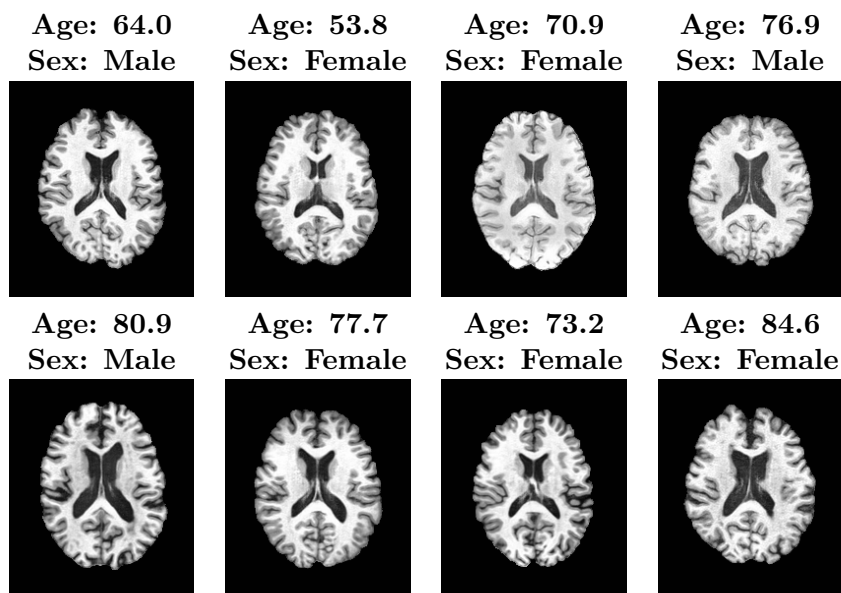 Age: 64.0
Sex: Male
Age: 53.8
Sex: Female
Age: 70.9
Sex: Female
Age: 76.9
Sex: Male
Age: 80.9
Sex: Male
Age: 77.7
Sex: Female
Age: 73.2
Sex: Female
Age: 84.6
Sex: Female